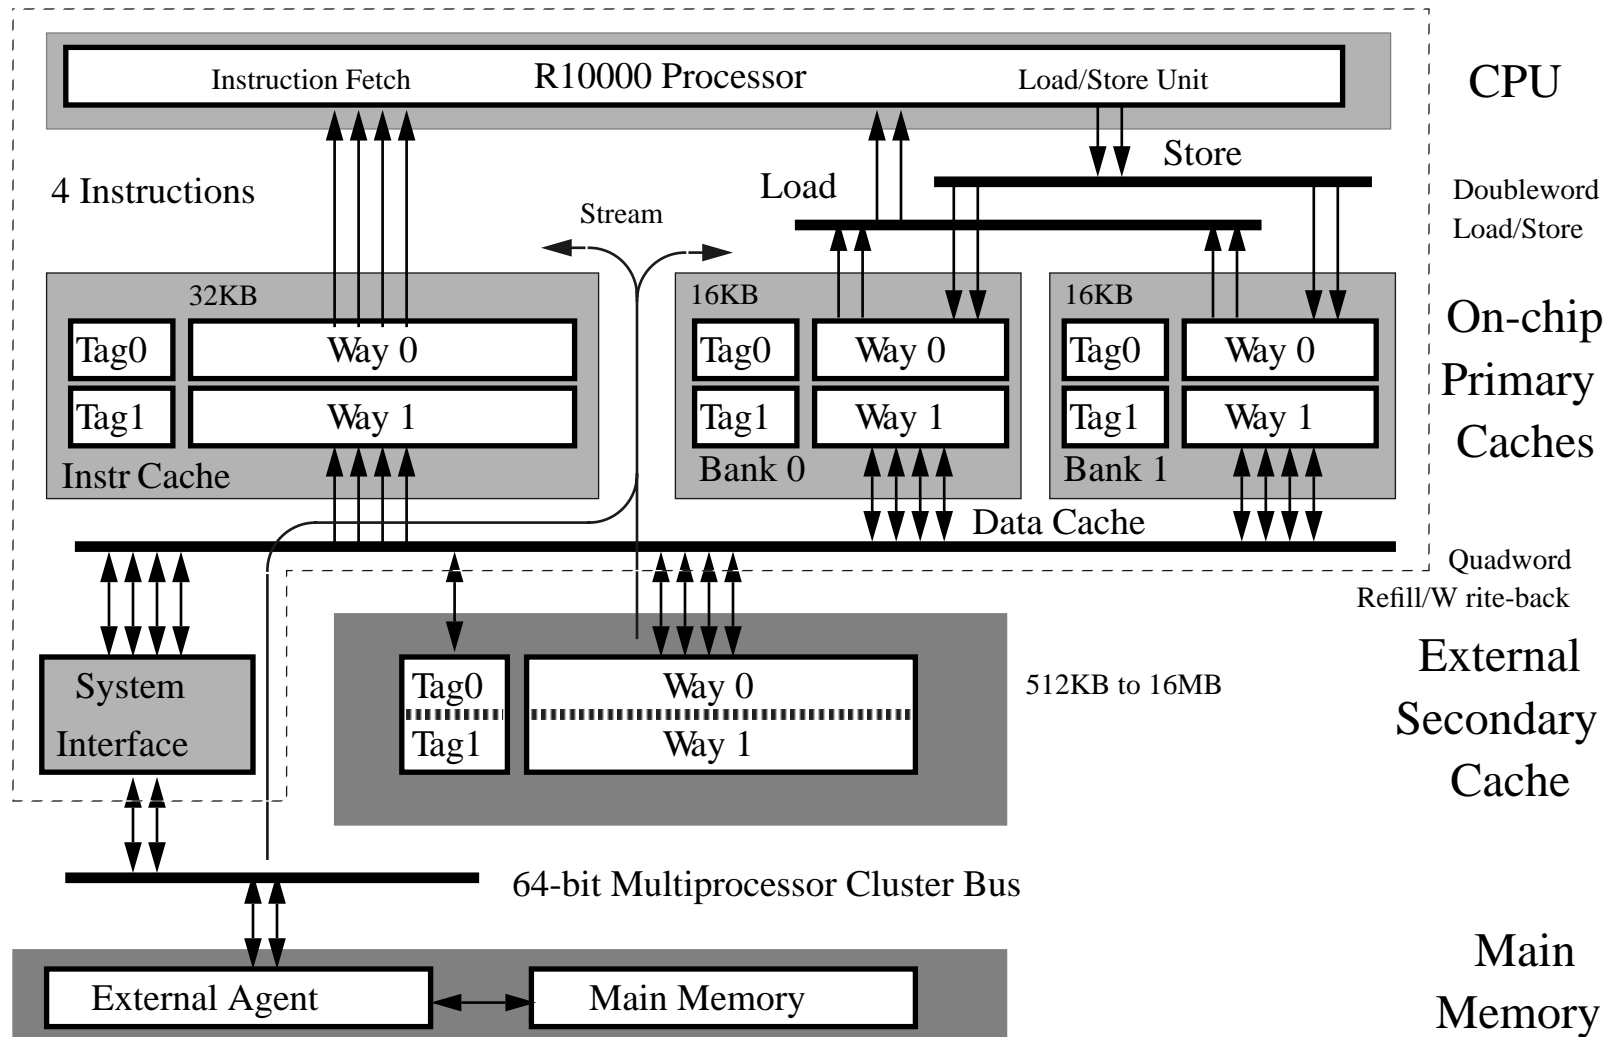 Instruction Fetch
R10000 Processor
Load/Store Unit
CPU
Store
4 Instructions
Load
Stream
Doubleword
Load/Store
32KB
16KB
16KB
Tag0
Way 0
Tag0
Way 0
Tag0
Way 0
Tag1
Way 1
Tag1
Way 1
Tag1
Way 1
Instr Cache
Bank 0
Bank 1
On-chip
Primary
Caches
Data Cache
Quadword
Refill/W rite-back
System
Interface
Tag0
Way 0
Tag1
Way 1
512KB to 16MB
External
Secondary
Cache
64-bit Multiprocessor Cluster Bus
External Agent
Main Memory
Main
Memory